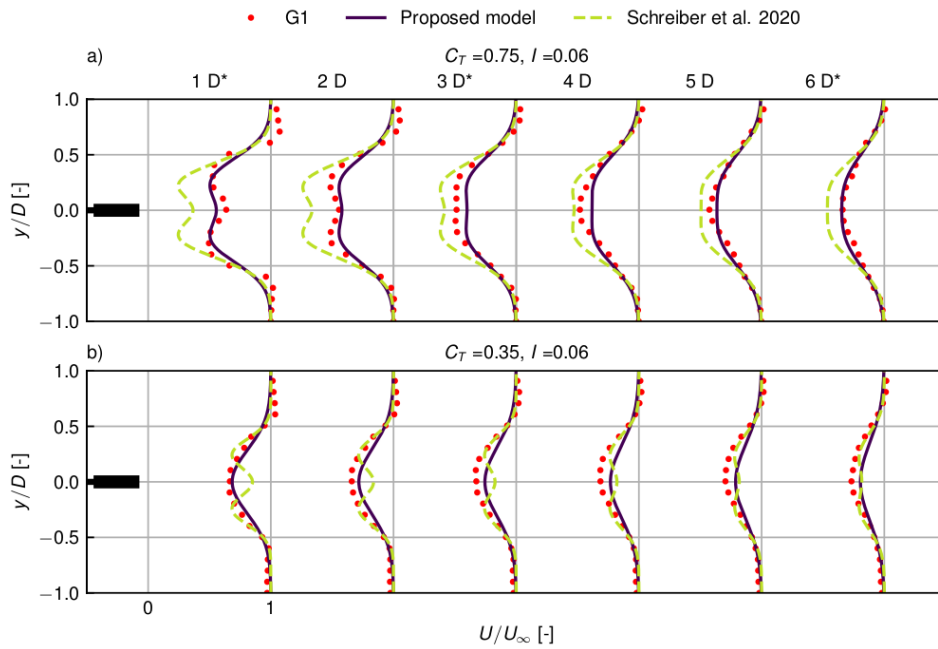 G1 Proposed model Schreiber et al. 2020
a) C_T =0.75, I =0.06
1 D* 2 D 3 D* 4 D 5 D 6 D*
1.0
0.5
0.0
−0.5
−1.0
y/D [-]
b) C_T =0.35, I =0.06
1.0
0.5
0.0
−0.5
−1.0
y/D [-]
0 1
U/U_∞ [-]